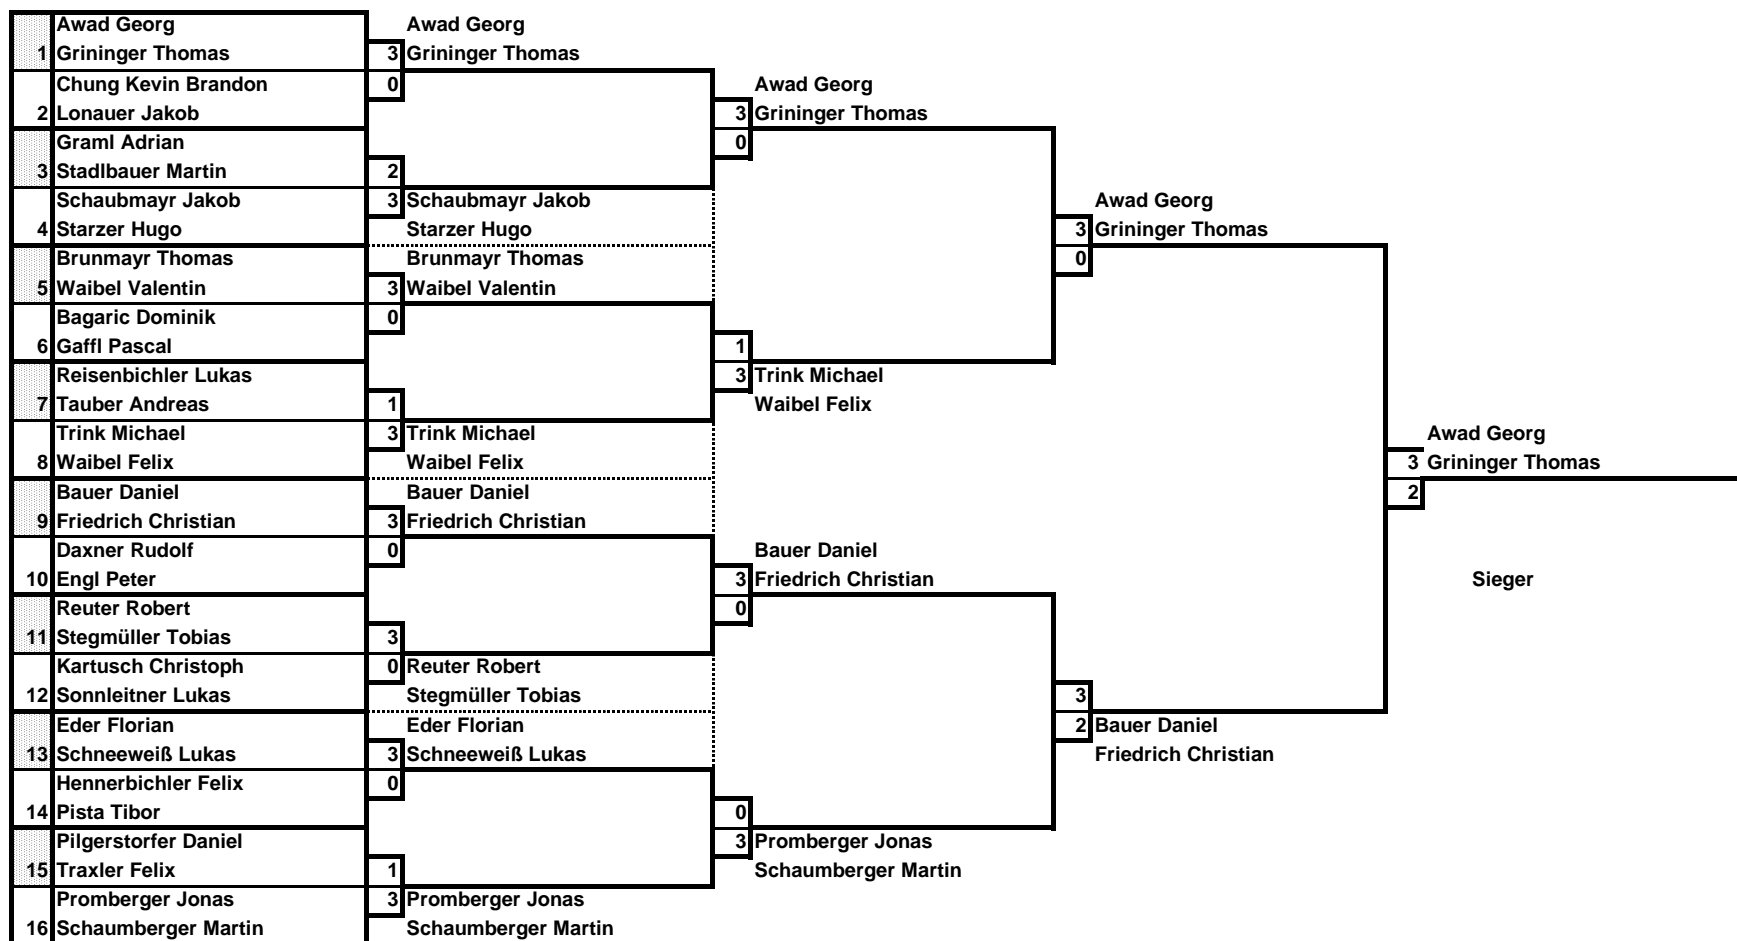 Awad Georg Awad Georg
1 Grininger Thomas 3 Grininger Thomas
Chung Kevin Brandon 0 Awad Georg
2 Lonauer Jakob 3 Grininger Thomas
Graml Adrian 0
3 Stadlbauer Martin 2
Schaubmayr Jakob 3 Schaubmayr Jakob Awad Georg
4 Starzer Hugo Starzer Hugo 3 Grininger Thomas
Brunmayr Thomas Brunmayr Thomas 0
5 Waibel Valentin 3 Waibel Valentin
Bagaric Dominik 0
6 Gaffl Pascal 1
Reisenbichler Lukas 3 Trink Michael
7 Tauber Andreas 1 Waibel Felix
Trink Michael 3 Trink Michael Awad Georg
8 Waibel Felix Waibel Felix 3 Grininger Thomas
Bauer Daniel Bauer Daniel 2
9 Friedrich Christian 3 Friedrich Christian
Daxner Rudolf 0 Bauer Daniel
10 Engl Peter 3 Friedrich Christian Sieger
Reuter Robert 0
11 Stegmüller Tobias 3
Kartusch Christoph 0 Reuter Robert
12 Sonnleitner Lukas Stegmüller Tobias 3
Eder Florian Eder Florian 2 Bauer Daniel
13 Schneeweiß Lukas 3 Schneeweiß Lukas Friedrich Christian
Hennerbichler Felix 0
14 Pista Tibor 0
Pilgerstorfer Daniel 3 Promberger Jonas
15 Traxler Felix 1 Schaumberger Martin
Promberger Jonas 3 Promberger Jonas
16 Schaumberger Martin Schaumberger Martin